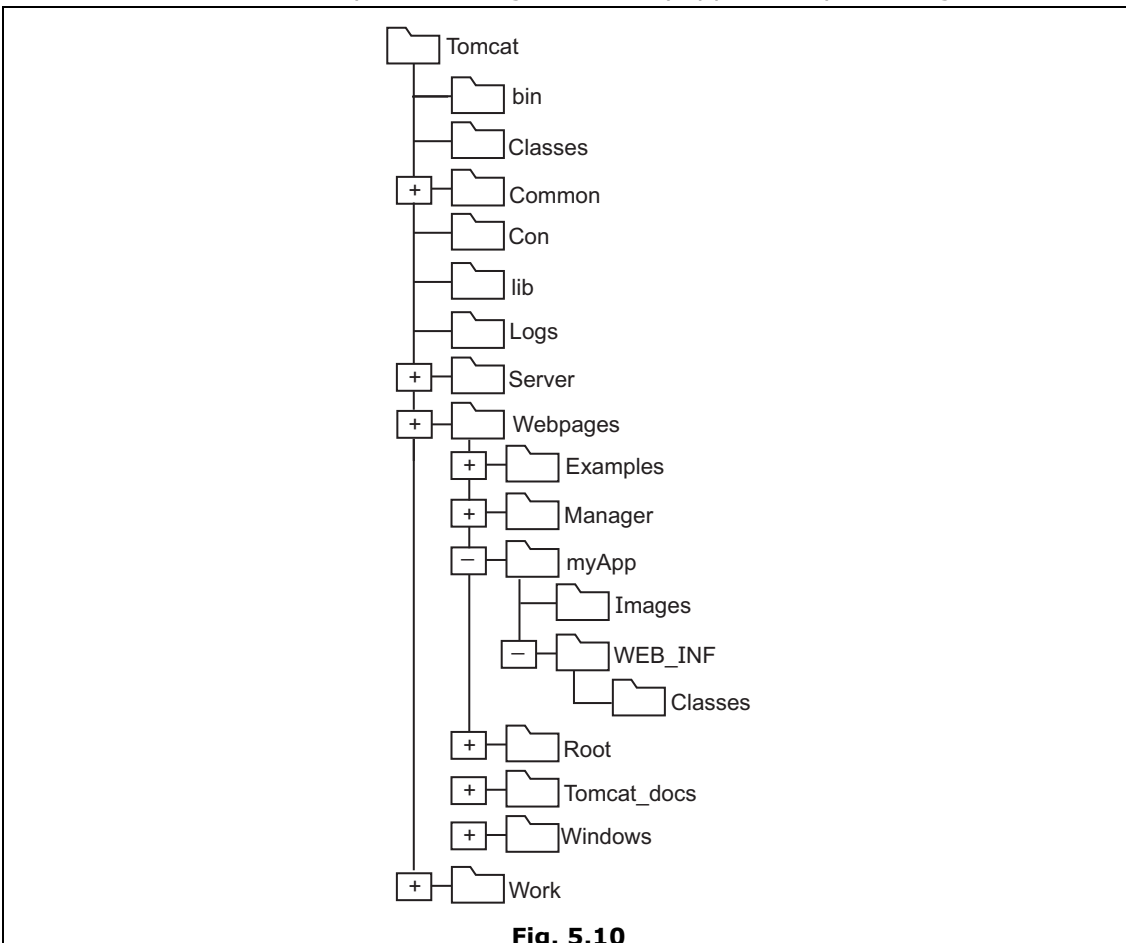 Tomcat
bin
Classes
+ Common
Con
lib
Logs
+ Server
+ Webpages
+ Examples
+ Manager
– myApp
Images
– WEB_INF
Classes
+ Root
+ Tomcat_docs
+ Windows
+ Work
Fig. 5.10